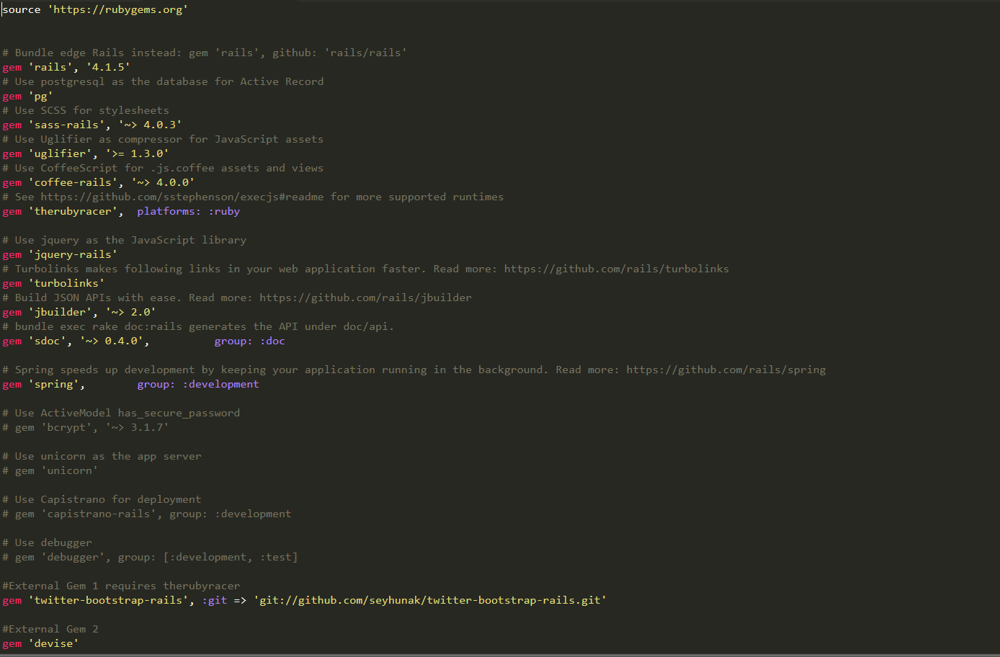 source 'https://rubygems.org'
# Bundle edge Rails instead: gem 'rails', github: 'rails/rails'
gem 'rails', '4.1.5'
# Use postgresql as the database for Active Record
gem 'pg'
# Use SCSS for stylesheets
gem 'sass-rails', '~> 4.0.3'
# Use Uglifier as compressor for JavaScript assets
gem 'uglifier', '>= 1.3.0'
# Use CoffeeScript for .js.coffee assets and views
gem 'coffee-rails', '~> 4.0.0'
# See https://github.com/sstephenson/execjs#readme for more supported runtimes
gem 'therubyracer',  platforms: :ruby
# Use jquery as the JavaScript library
gem 'jquery-rails'
# Turbolinks makes following links in your web application faster. Read more: https://github.com/rails/turbolinks
gem 'turbolinks'
# Build JSON APIs with ease. Read more: https://github.com/rails/jbuilder
gem 'jbuilder', '~> 2.0'
# bundle exec rake doc:rails generates the API under doc/api.
gem 'sdoc', '~> 0.4.0',          group: :doc
# Spring speeds up development by keeping your application running in the background. Read more: https://github.com/rails/spring
gem 'spring',        group: :development
# Use ActiveModel has_secure_password
# gem 'bcrypt', '~> 3.1.7'
# Use unicorn as the app server
# gem 'unicorn'
# Use Capistrano for deployment
# gem 'capistrano-rails', group: :development
# Use debugger
# gem 'debugger', group: [:development, :test]
#External Gem 1 requires therubyracer
gem 'twitter-bootstrap-rails', :git => 'git://github.com/seyhunak/twitter-bootstrap-rails.git'
#External Gem 2
gem 'devise'